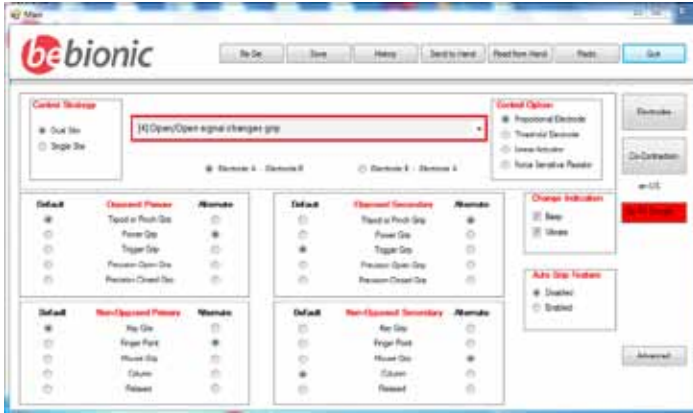 Main
bebionic
Save
History
Send to Hand
Read from Hand
Quit
Control Strategy
Dual Site
Single Site
[4] Open/Open signal changes grip
Control Option
Proportional Electrode
Threshold Electrode
Linear Actuator
Force Sensitive Resistor
Electrodes
Co-Contraction
en-US
Electrode A - Electrode B
Electrode B - Electrode A
Default Opposed Primary Alternate
Tripod or Pinch Grip
Power Grip
Trigger Grip
Precision Open Grip
Precision Closed Grip
Default Opposed Secondary Alternate
Tripod or Pinch Grip
Power Grip
Trigger Grip
Precision Open Grip
Precision Closed Grip
Change Indication
Beep
Vibrate
Auto Grip Feature
Disabled
Enabled
Default Non-Opposed Primary Alternate
Key Grip
Finger Point
Mouse Grip
Column
Relaxed
Default Non-Opposed Secondary Alternate
Key Grip
Finger Point
Mouse Grip
Column
Relaxed
Advanced